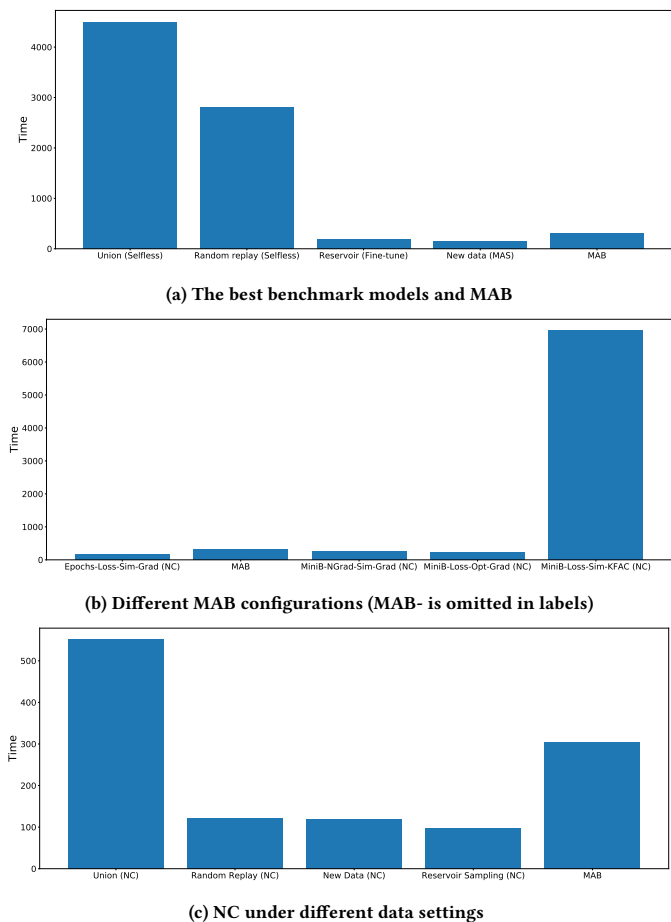 4000
3000
2000
1000
0
Time
Union (Selfless) Random replay (Selfless) Reservoir (Fine-tune) New data (MAS) MAB
(a) The best benchmark models and MAB
7000
6000
5000
4000
3000
2000
1000
0
Time
Epochs-Loss-Sim-Grad (NC) MAB MiniB-NGrad-Sim-Grad (NC) MiniB-Loss-Opt-Grad (NC) MiniB-Loss-Sim-KFAC (NC)
(b) Different MAB configurations (MAB- is omitted in labels)
500
400
300
200
100
0
Time
Union (NC) Random Replay (NC) New Data (NC) Reservoir Sampling (NC) MAB
(c) NC under different data settings